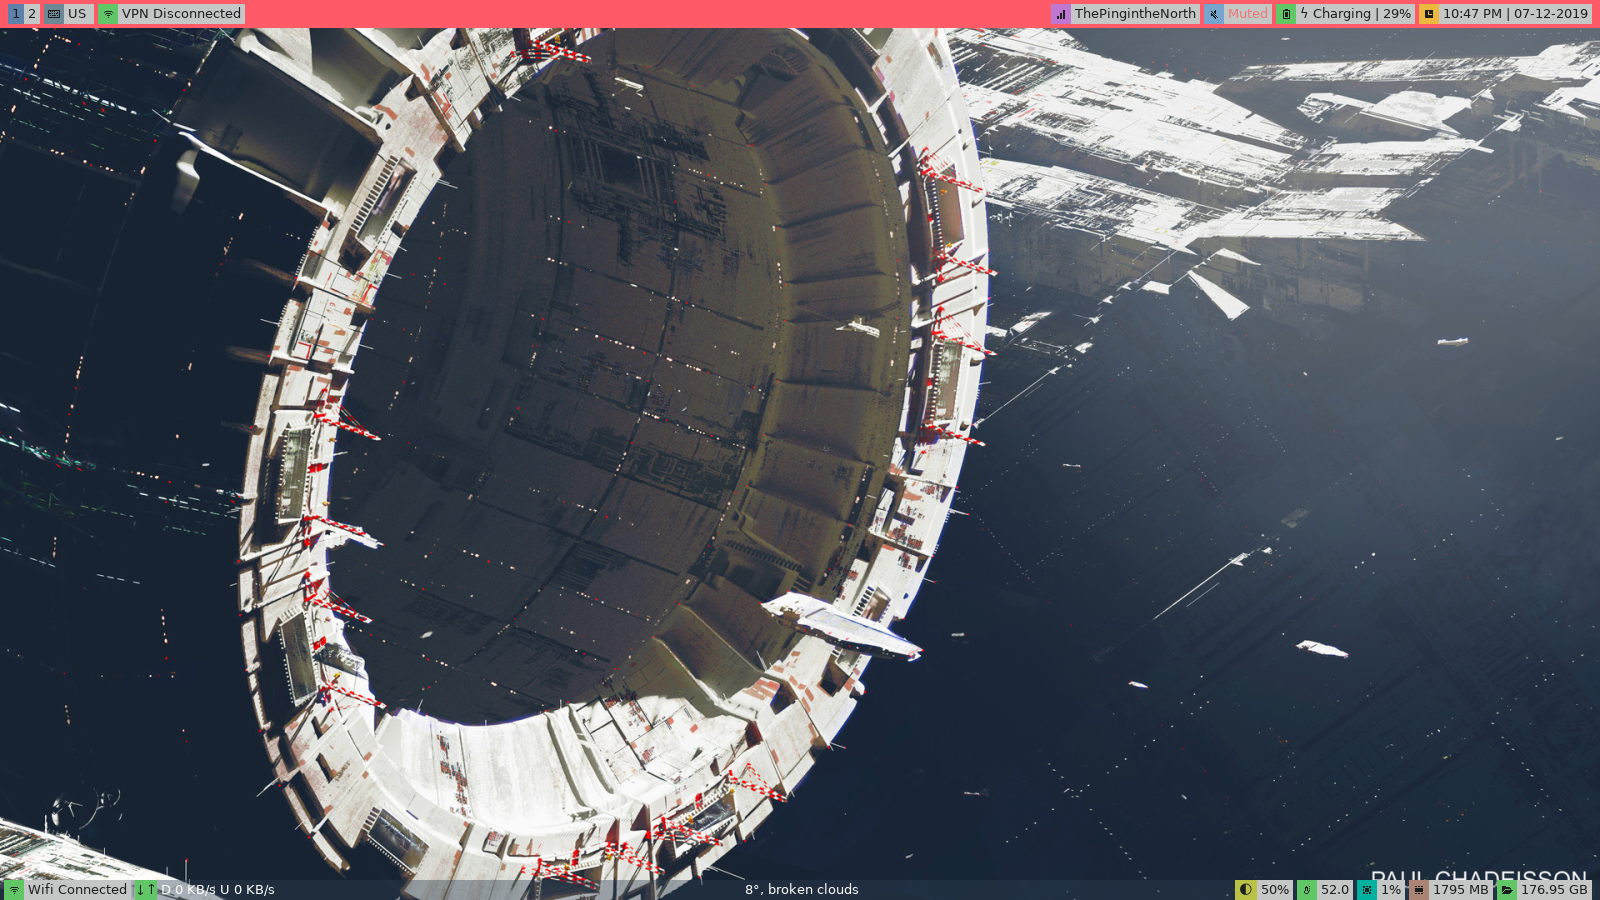 1 2 US VPN Disconnected ThePingintheNorth Muted ϟ Charging | 29% 10:47 PM | 07-12-2019
PAUL CHADEISSON
Wifi Connected ↓↑ D 0 KB/s U 0 KB/s 8°, broken clouds 50% 52.0 1% 1795 MB 176.95 GB